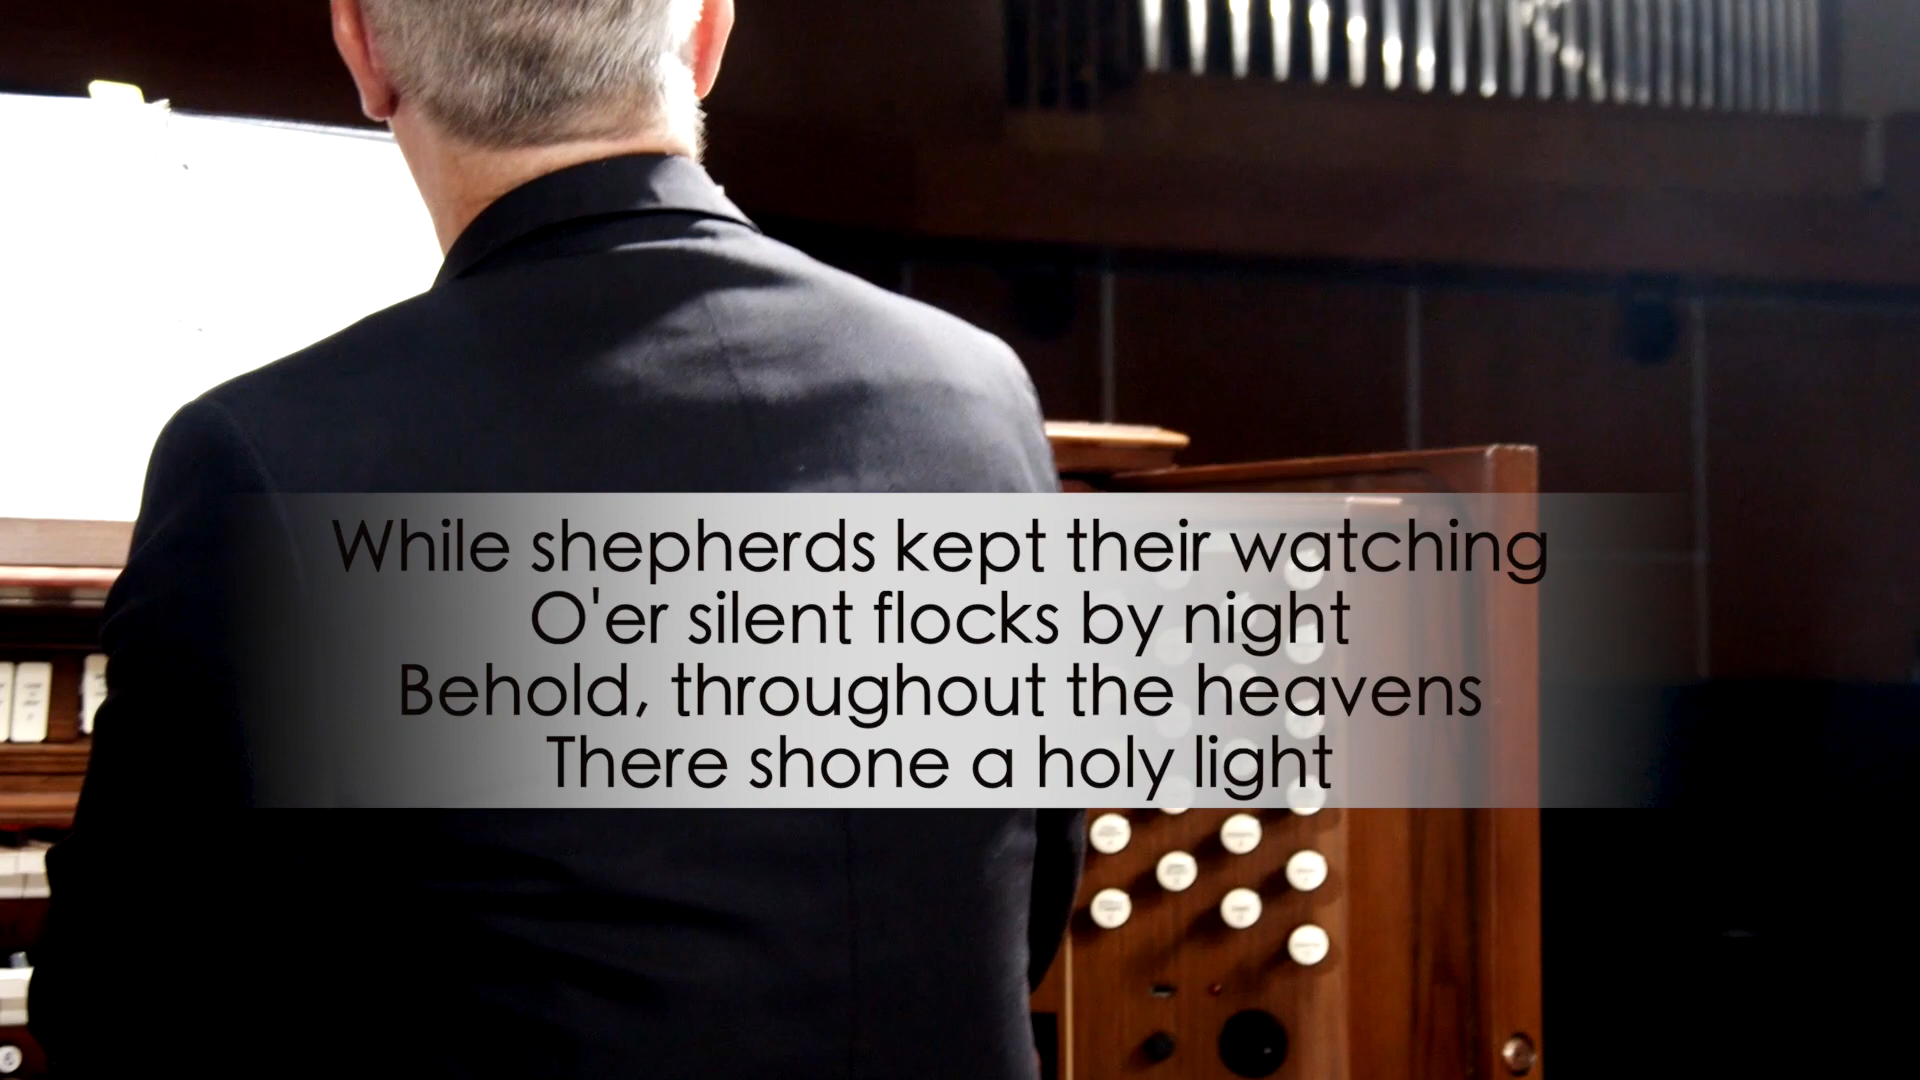 While shepherds kept their watching
O'er silent flocks by night
Behold, throughout the heavens
There shone a holy light